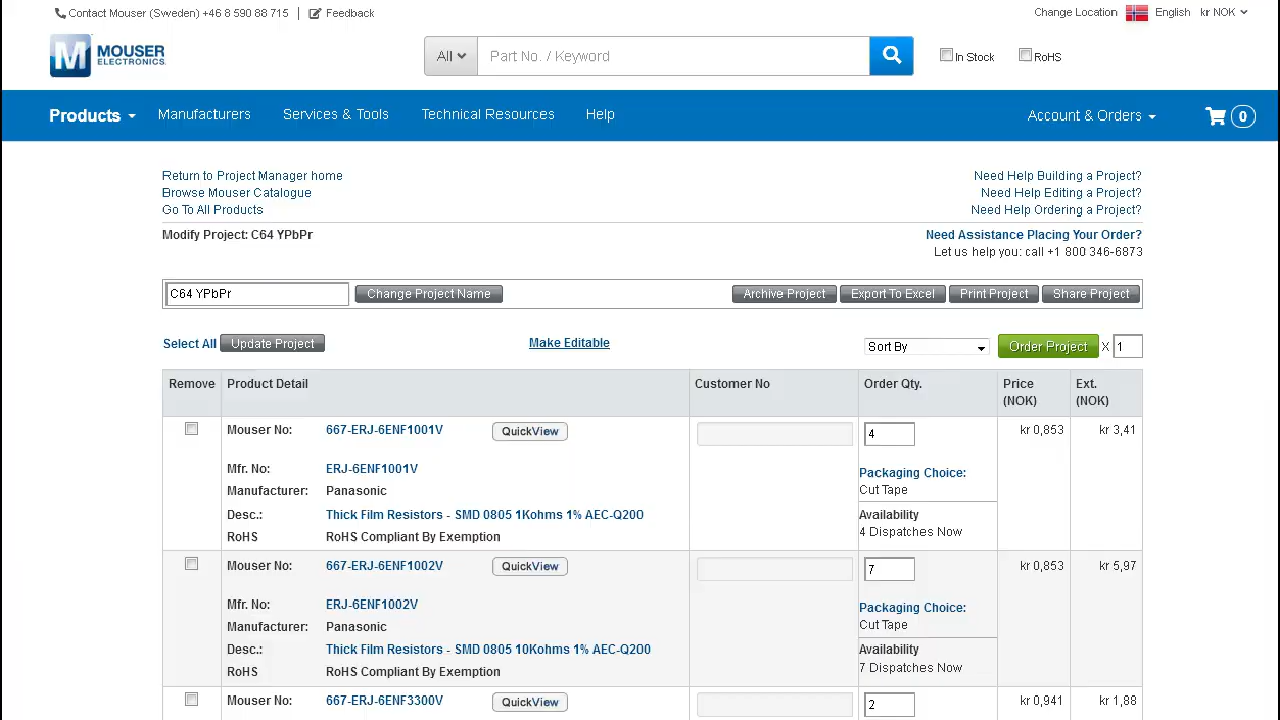 Contact Mouser (Sweden) +46 8 590 88 715 | Feedback
Change Location English kr NOK
MOUSER ELECTRONICS
All Part No. / Keyword
In Stock RoHS
Products Manufacturers Services & Tools Technical Resources Help Account & Orders 0
Return to Project Manager home
Browse Mouser Catalogue
Go To All Products
Need Help Building a Project?
Need Help Editing a Project?
Need Help Ordering a Project?
Modify Project: C64 YPbPr
Need Assistance Placing Your Order?
Let us help you: call +1 800 346-6873
C64 YPbPr Change Project Name Archive Project Export To Excel Print Project Share Project
Select All Update Project Make Editable Sort By Order Project X 1
Remove Product Detail Customer No Order Qty. Price (NOK) Ext. (NOK)
Mouser No: 667-ERJ-6ENF1001V QuickView 4 kr 0,853 kr 3,41
Mfr. No: ERJ-6ENF1001V
Manufacturer: Panasonic
Desc.: Thick Film Resistors - SMD 0805 1Kohms 1% AEC-Q200
RoHS RoHS Compliant By Exemption
Packaging Choice:
Cut Tape
Availability
4 Dispatches Now
Mouser No: 667-ERJ-6ENF1002V QuickView 7 kr 0,853 kr 5,97
Mfr. No: ERJ-6ENF1002V
Manufacturer: Panasonic
Desc.: Thick Film Resistors - SMD 0805 10Kohms 1% AEC-Q200
RoHS RoHS Compliant By Exemption
Packaging Choice:
Cut Tape
Availability
7 Dispatches Now
Mouser No: 667-ERJ-6ENF3300V QuickView 2 kr 0,941 kr 1,88